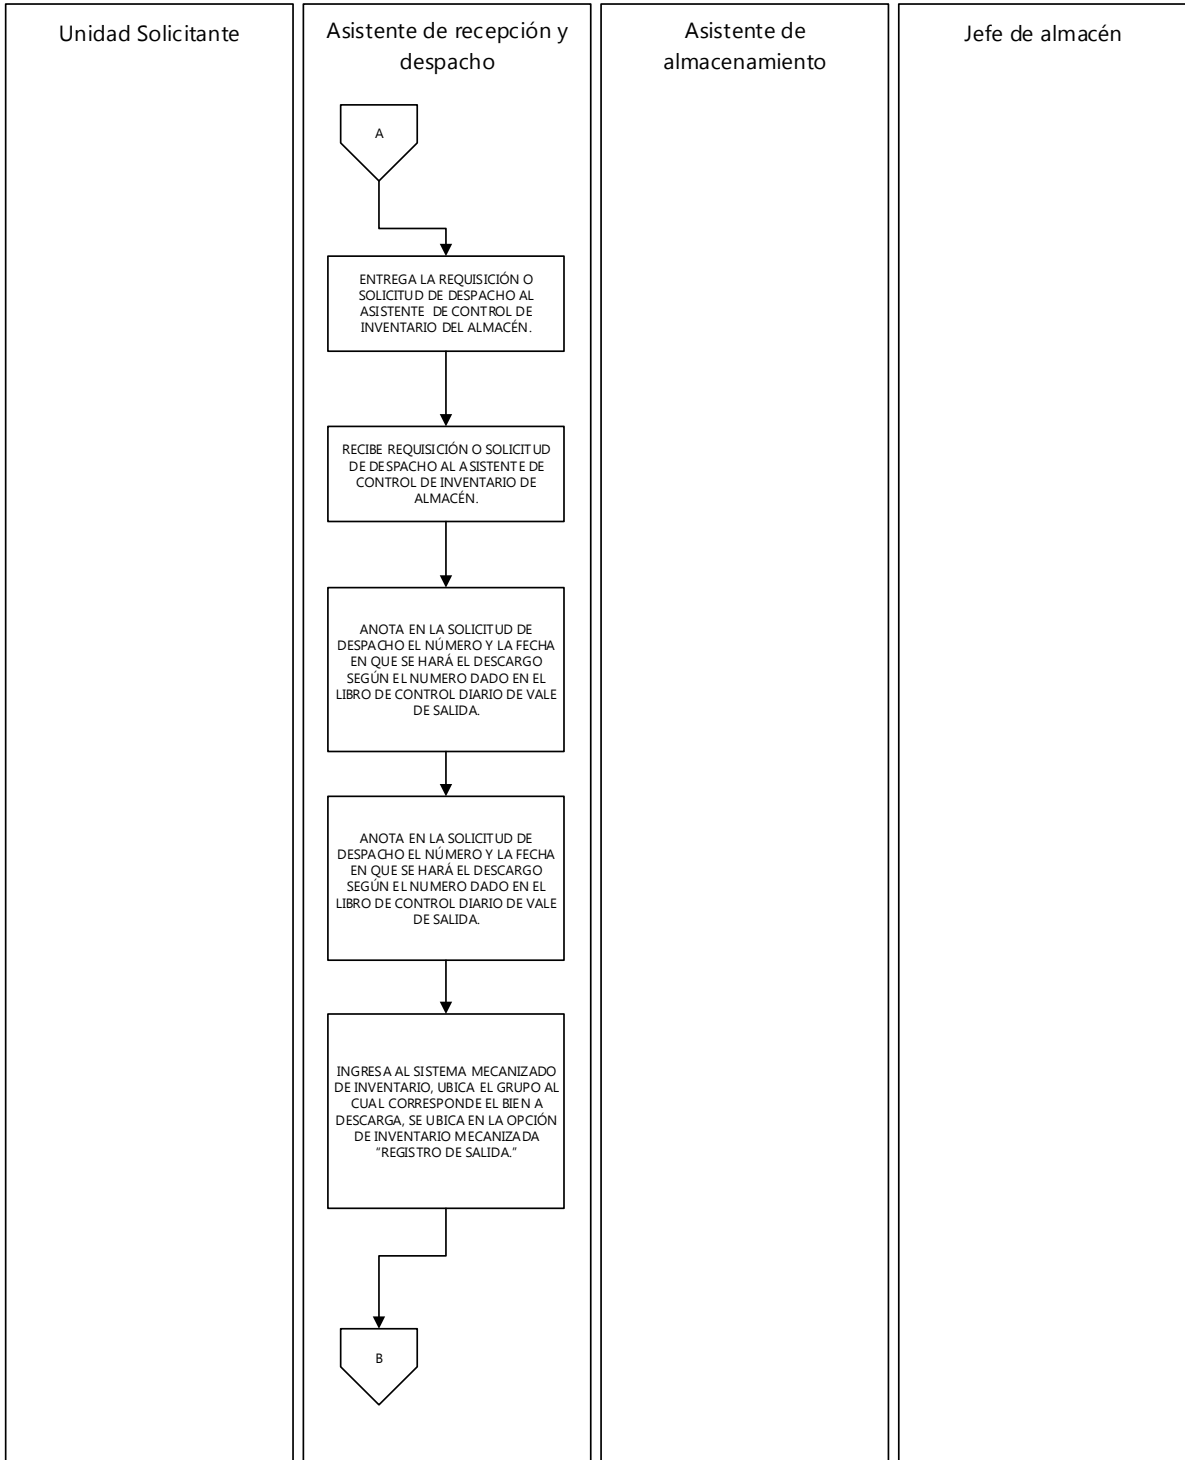 Unidad Solicitante
Asistente de recepción y
despacho
Asistente de
almacenamiento
Jefe de almacén
A
ENTREGA LA REQUISICIÓN O
SOLICITUD DE DESPACHO AL
ASISTENTE DE CONTROL DE
INVENTARIO DEL ALMACÉN.
RECIBE REQUISICIÓN O SOLICITUD
DE DESPACHO AL ASISTENTE DE
CONTROL DE INVENTARIO DE
ALMACÉN.
ANOTA EN LA SOLICITUD DE
DESPACHO EL NÚMERO Y LA FECHA
EN QUE SE HARÁ EL DESCARGO
SEGÚN EL NUMERO DADO EN EL
LIBRO DE CONTROL DIARIO DE VALE
DE SALIDA.
ANOTA EN LA SOLICITUD DE
DESPACHO EL NÚMERO Y LA FECHA
EN QUE SE HARÁ EL DESCARGO
SEGÚN EL NUMERO DADO EN EL
LIBRO DE CONTROL DIARIO DE VALE
DE SALIDA.
INGRESA AL SISTEMA MECANIZADO
DE INVENTARIO, UBICA EL GRUPO AL
CUAL CORRESPONDE EL BIEN A
DESCARGA, SE UBICA EN LA OPCIÓN
DE INVENTARIO MECANIZADA
“REGISTRO DE SALIDA.”
B